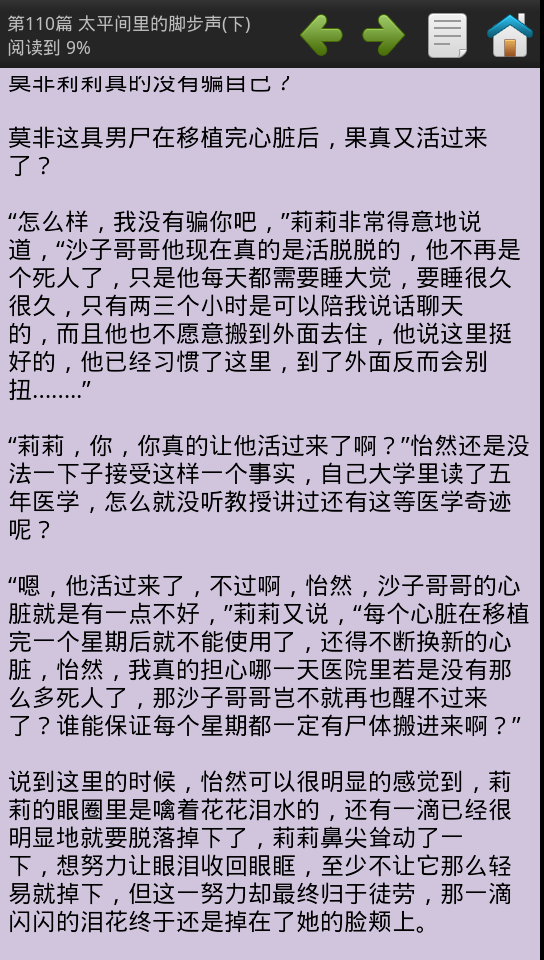 第110篇 太平间里的脚步声(下)
阅读到 9%
莫非莉莉真的没有骗自己？
莫非这具男尸在移植完心脏后，果真又活过来
了？
“怎么样，我没有骗你吧，”莉莉非常得意地说
道，“沙子哥哥他现在真的是活脱脱的，他不再是
个死人了，只是他每天都需要睡大觉，要睡很久
很久，只有两三个小时是可以陪我说话聊天
的，而且他也不愿意搬到外面去住，他说这里挺
好的，他已经习惯了这里，到了外面反而会别
扭........”
“莉莉，你，你真的让他活过来了啊？”怡然还是没
法一下子接受这样一个事实，自己大学里读了五
年医学，怎么就没听教授讲过还有这等医学奇迹
呢？
“嗯，他活过来了，不过啊，怡然，沙子哥哥的心
脏就是有一点不好，”莉莉又说，“每个心脏在移植
完一个星期后就不能使用了，还得不断换新的心
脏，怡然，我真的担心哪一天医院里若是没有那
么多死人了，那沙子哥哥岂不就再也醒不过来
了？谁能保证每个星期都一定有尸体搬进来啊？”
说到这里的时候，怡然可以很明显的感觉到，莉
莉的眼圈里是噙着花花泪水的，还有一滴已经很
明显地就要脱落掉下了，莉莉鼻尖耸动了一
下，想努力让眼泪收回眼眶，至少不让它那么轻
易就掉下，但这一努力却最终归于徒劳，那一滴
闪闪的泪花终于还是掉在了她的脸颊上。